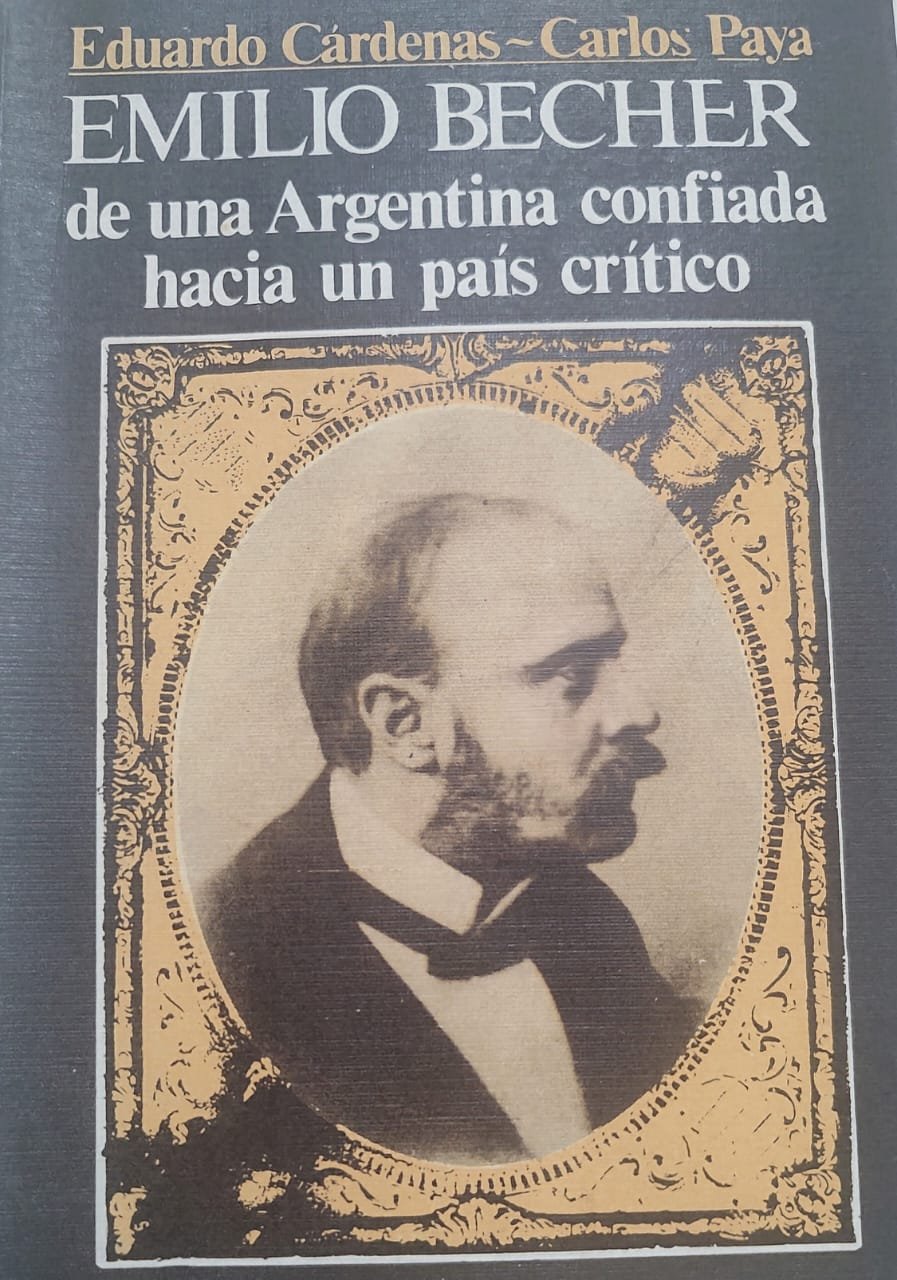 Eduardo Cárdenas~Carlos Paya
EMILIO BECHER
de una Argentina confiada
hacia un país crítico